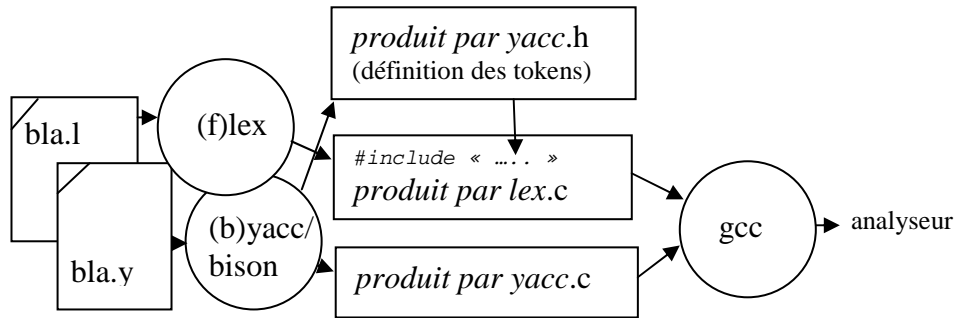 produit par yacc.h
(définition des tokens)
bla.l
(f)lex
#include « ….. »
produit par lex.c
(b)yacc/
bison
bla.y
produit par yacc.c
gcc
analyseur